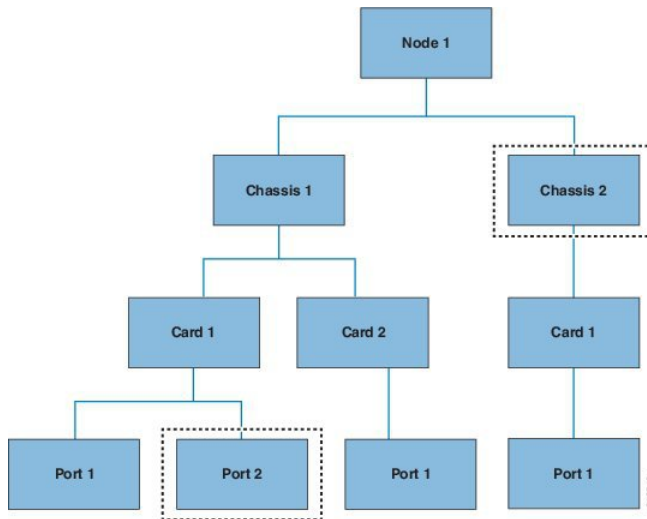 Node 1
Chassis 1
Chassis 2
Card 1
Card 2
Card 1
Port 1
Port 2
Port 1
Port 1